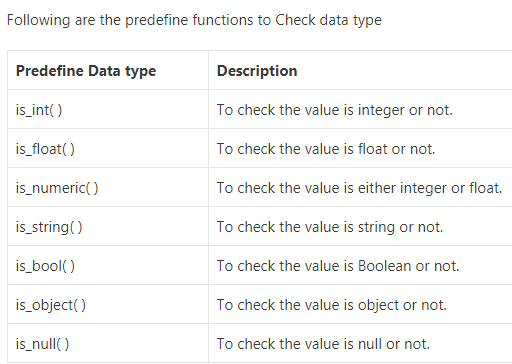 Following are the predefine functions to Check data type
Predefine Data type Description
is_int( ) To check the value is integer or not.
is_float( ) To check the value is float or not.
is_numeric( ) To check the value is either integer or float.
is_string( ) To check the value is string or not.
is_bool( ) To check the value is Boolean or not.
is_object( ) To check the value is object or not.
is_null( ) To check the value is null or not.